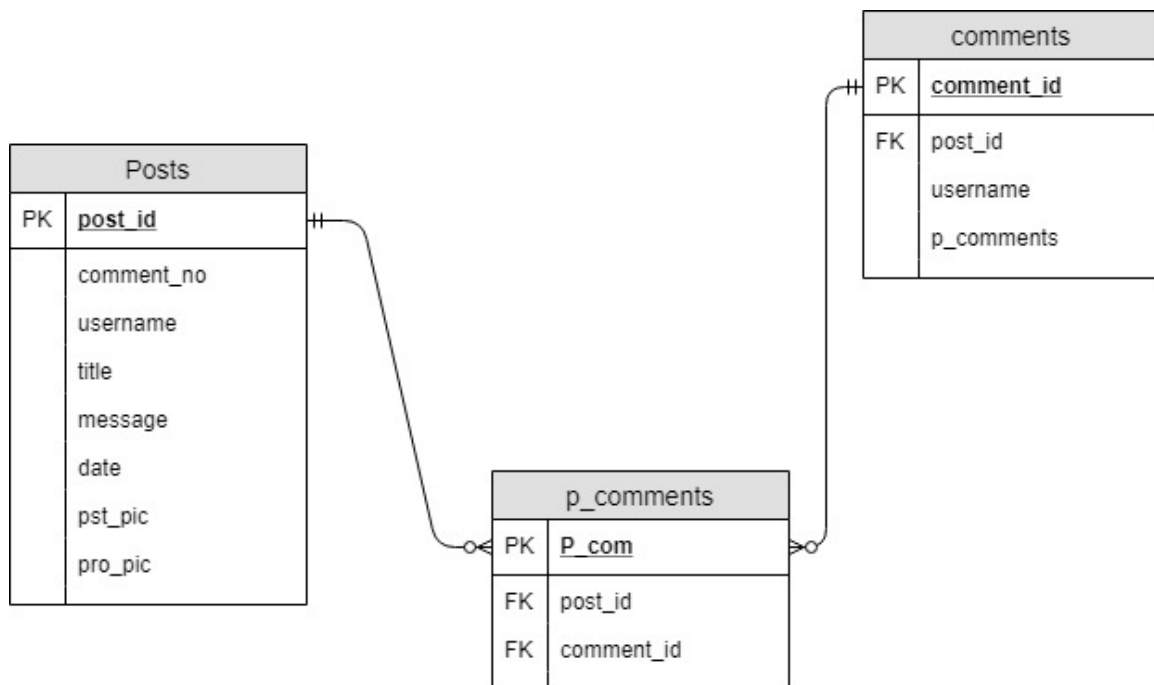 comments
PK comment_id
FK post_id
username
p_comments
Posts
PK post_id
comment_no
username
title
message
date
pst_pic
pro_pic
p_comments
PK P_com
FK post_id
FK comment_id